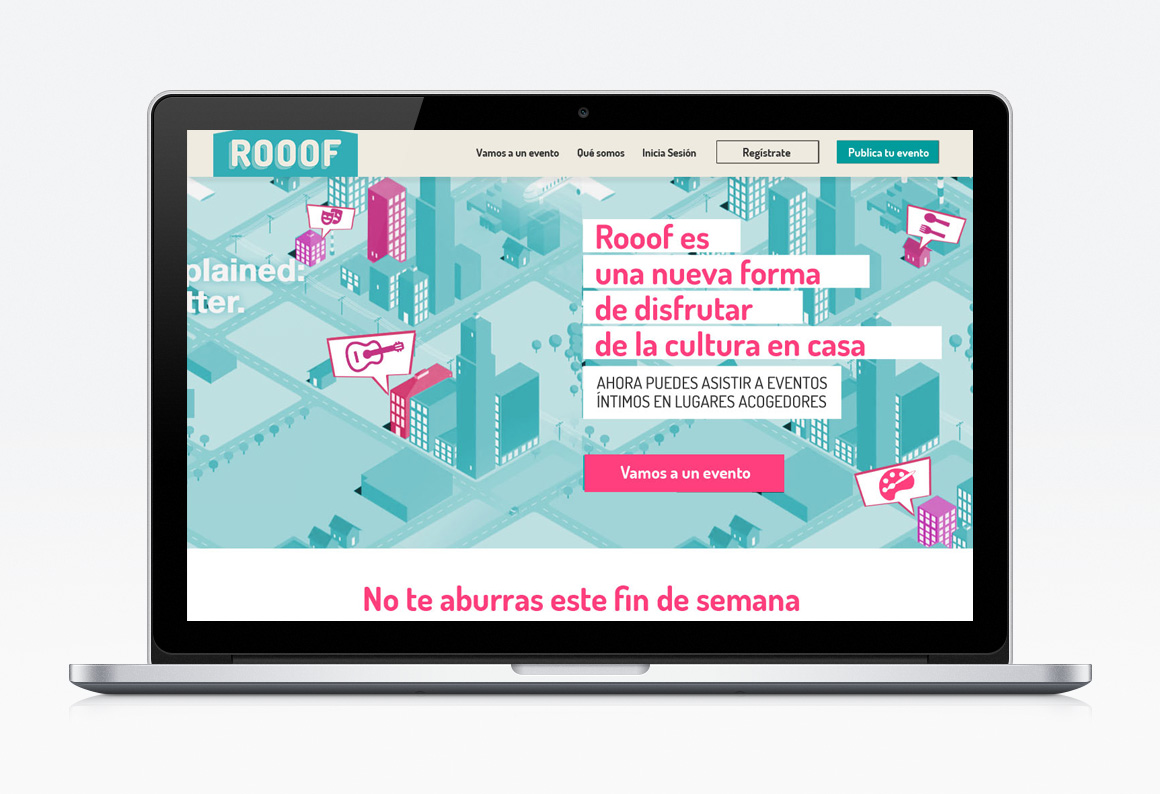 ROOOF
Vamos a un evento Qué somos Inicia Sesión Regístrate Publica tu evento
plained:
tter.
Rooof es
una nueva forma
de disfrutar
de la cultura en casa
AHORA PUEDES ASISTIR A EVENTOS
ÍNTIMOS EN LUGARES ACOGEDORES
Vamos a un evento
No te aburras este fin de semana